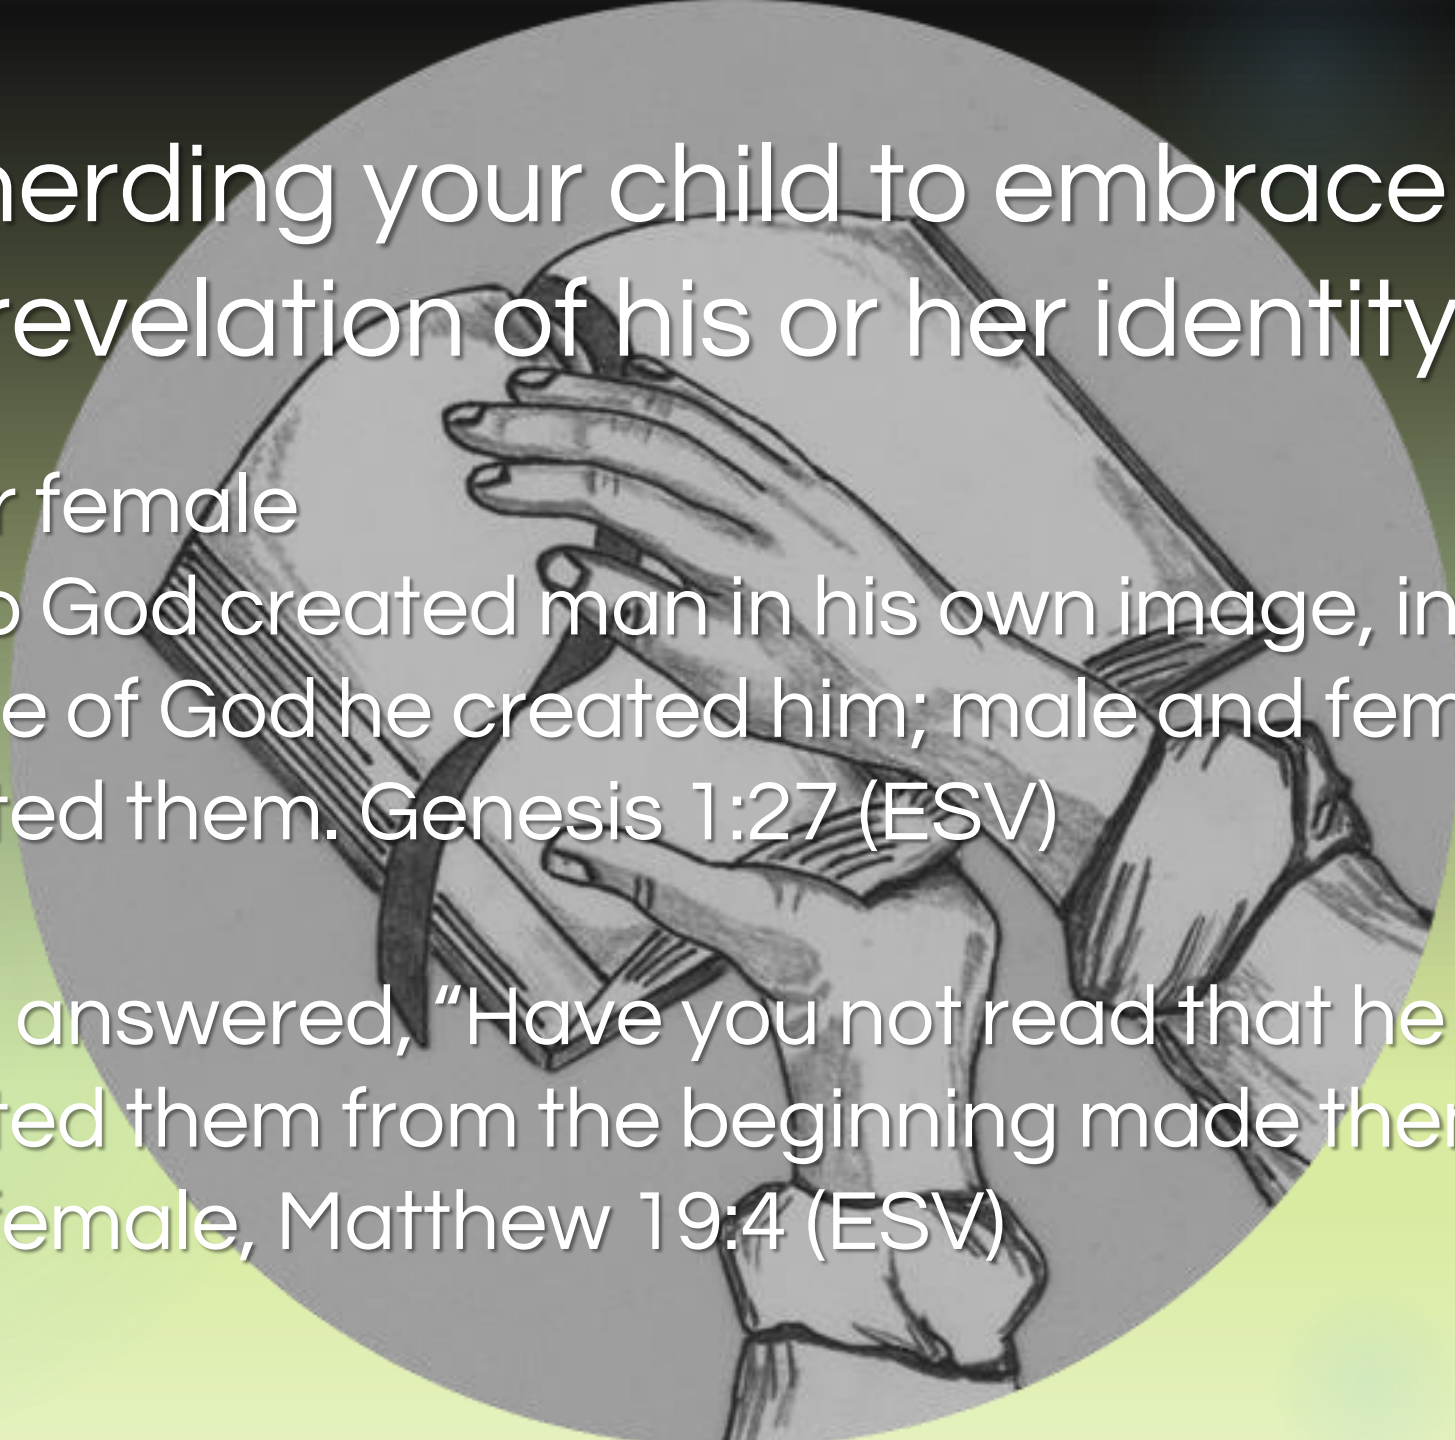 herding your child to embrace
revelation of his or her identity
r female
o God created man in his own image, in
e of God he created him; male and fem
ted them. Genesis 1:27 (ESV)
answered, “Have you not read that he
ted them from the beginning made ther
female, Matthew 19:4 (ESV)